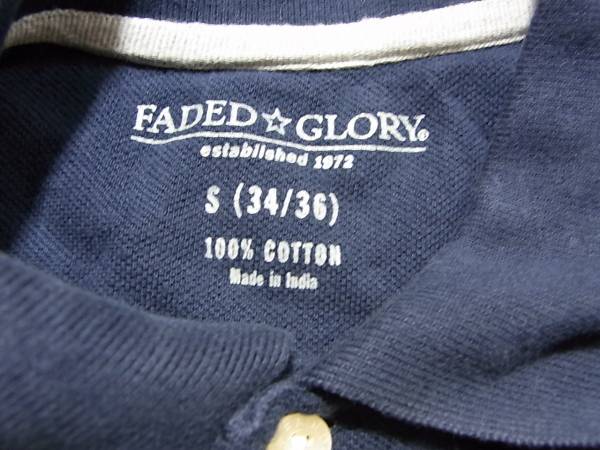 FADED☆GLORY®
established 1972
S (34/36)
100% COTTON
Made in India